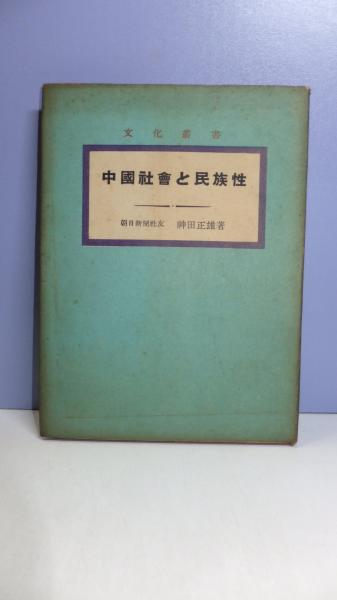 文化叢書
中國社會と民族性
朝日新聞社友 神田正雄著